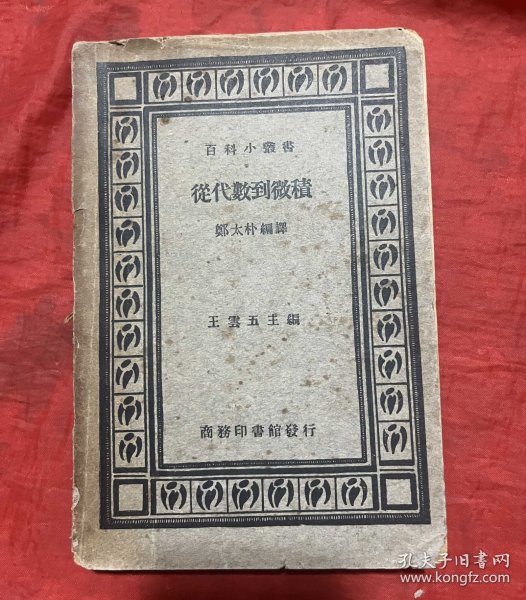 百科小叢書
從代數到微積
鄭太朴編譯
王雲五主編
商務印書館發行
孔夫子旧书网
www.kongfz.com